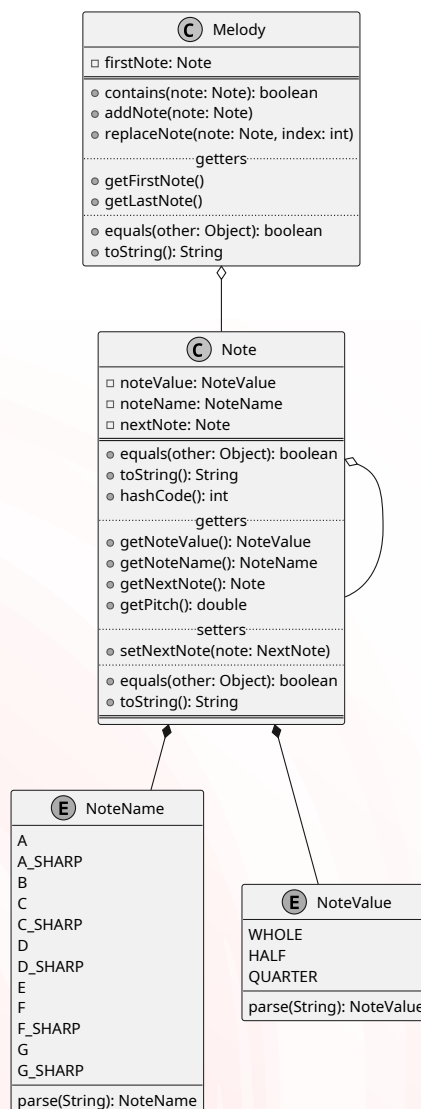 C Melody
firstNote: Note
contains(note: Note): boolean
addNote(note: Note)
replaceNote(note: Note, index: int)
getters
getFirstNote()
getLastNote()
equals(other: Object): boolean
toString(): String
C Note
noteValue: NoteValue
noteName: NoteName
nextNote: Note
equals(other: Object): boolean
toString(): String
hashCode(): int
getters
getNoteValue(): NoteValue
getNoteName(): NoteName
getNextNote(): Note
getPitch(): double
setters
setNextNote(note: NextNote)
equals(other: Object): boolean
toString(): String
E NoteName
A
A_SHARP
B
C
C_SHARP
D
D_SHARP
E
F
F_SHARP
G
G_SHARP
parse(String): NoteName
E NoteValue
WHOLE
HALF
QUARTER
parse(String): NoteValue